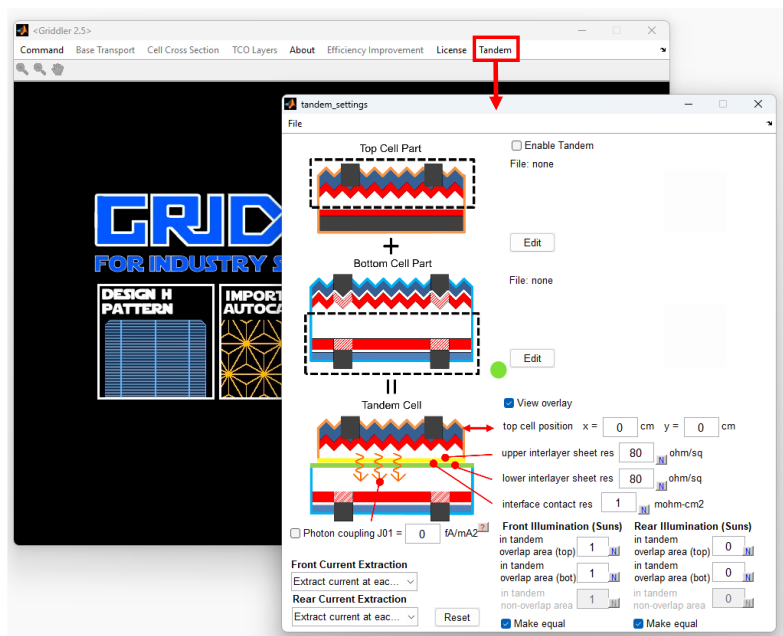 <Griddler 2.5>
Command Base Transport Cell Cross Section TCO Layers About Efficiency Improvement License Tandem
tandem_settings
File
Top Cell Part
Enable Tandem
File: none
Edit
Bottom Cell Part
File: none
Edit
GRID
FOR INDUSTRY S
DESIGN H
PATTERN
IMPORT
AUTOCA
Tandem Cell
View overlay
top cell position x = 0 cm y = 0 cm
upper interlayer sheet res 80 N ohm/sq
lower interlayer sheet res 80 N ohm/sq
interface contact res 1 N mohm-cm2
Photon coupling J01 = 0 fA/mA2 ?
Front Illumination (Suns) Rear Illumination (Suns)
in tandem
overlap area (top) 1 N
in tandem
overlap area (top) 0 N
in tandem
overlap area (bot) 1 N
in tandem
overlap area (bot) 0 N
in tandem
non-overlap area 1 N
in tandem
non-overlap area 0 N
Make equal Make equal
Front Current Extraction
Extract current at eac...
Rear Current Extraction
Extract current at eac... Reset